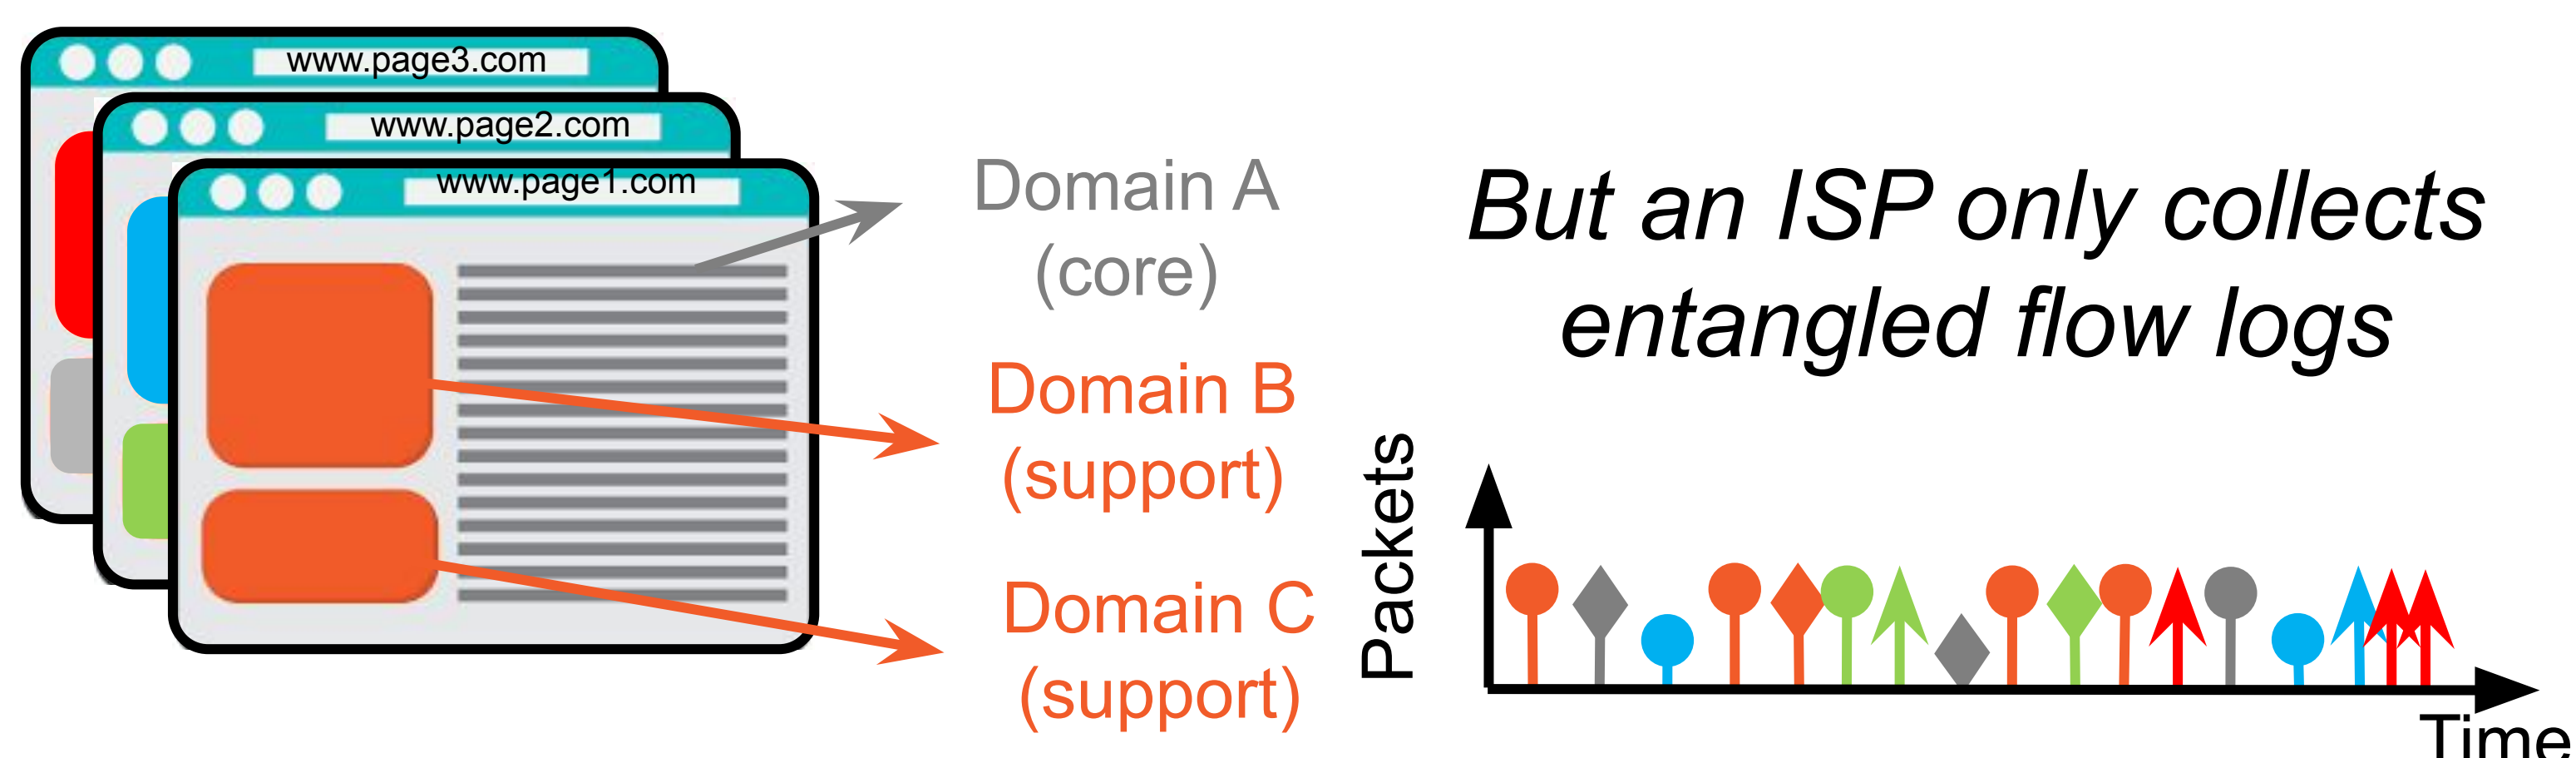 www.page3.com
www.page2.com
www.page1.com
Domain A
(core)
Domain B
(support)
Domain C
(support)
But an ISP only collects
entangled flow logs
Packets
Time